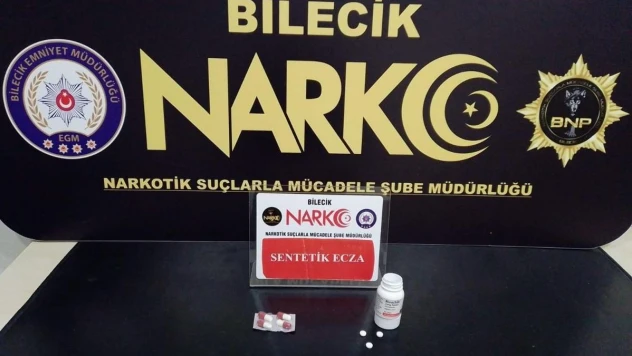 BİLECİK
BİLECİK EMNİYET MÜDÜRLÜĞÜ
EGM
NARKO
BNP
NARKOTİK SUÇLARLA MÜCADELE ŞUBE MÜDÜRLÜĞÜ
BİLECİK
NARKO
NARKOTİK SUÇLARLA MÜCADELE ŞUBE MÜDÜRLÜĞÜ
SENTETİK ECZA